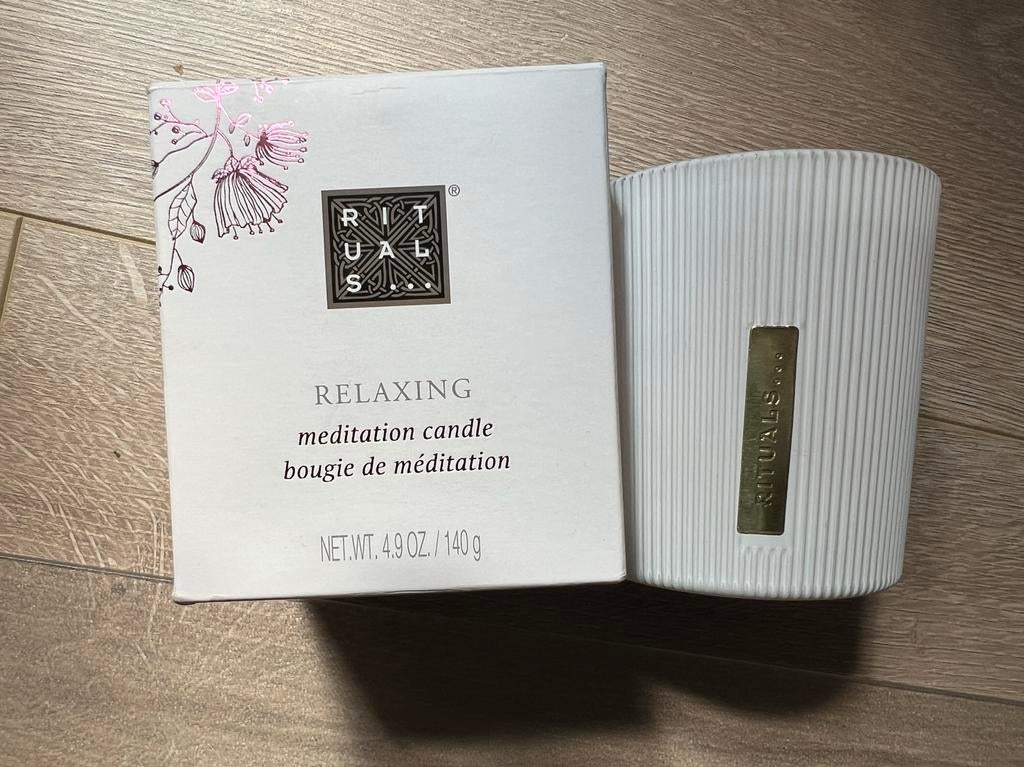 RIT
UAL
S...
®
RELAXING
meditation candle
bougie de méditation
NET.WT. 4.9 OZ. / 140 g
RITUALS...